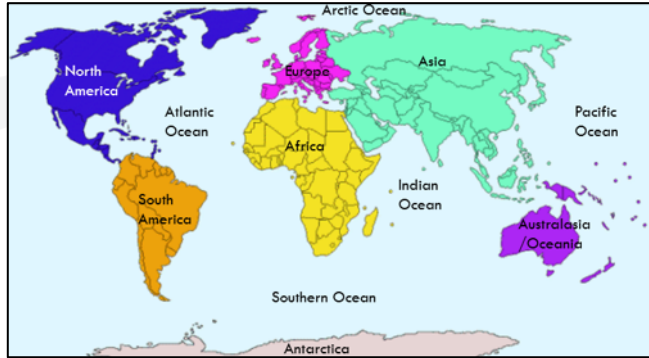 Arctic Ocean
North
America
Europe
Asia
Atlantic
Ocean
Pacific
Ocean
Africa
Indian
Ocean
South
America
Australasia
/Oceania
Southern Ocean
Antarctica